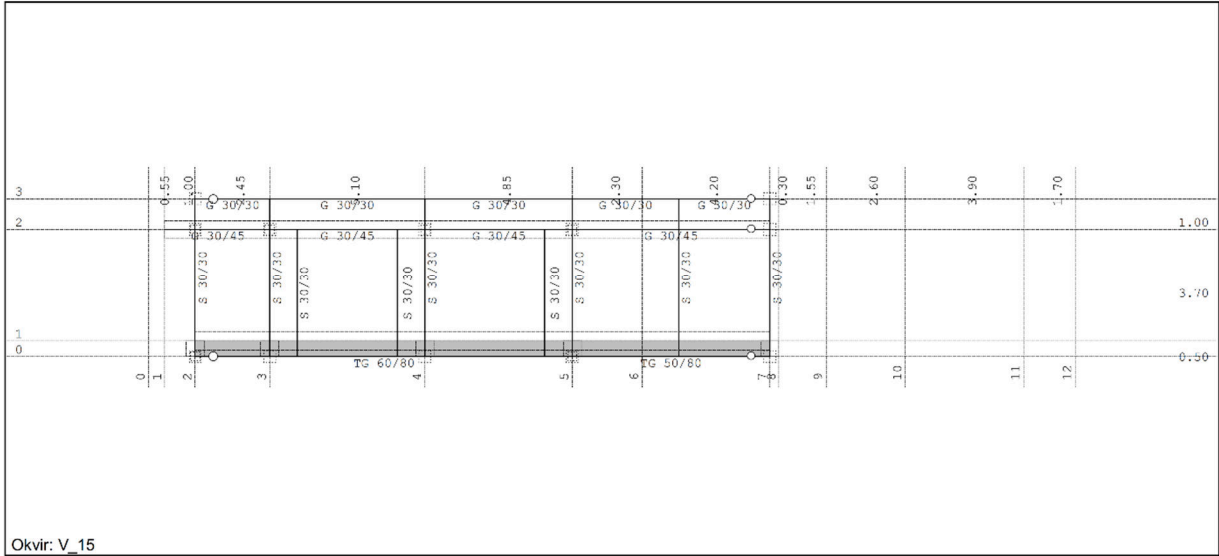 0.55
1.00
2.45
5.10
4.85
2.30
4.20
0.30
1.55
2.60
3.90
1.70
3
G 30/30
G 30/30
G 30/30
G 30/30
G 30/30
2
1.00
G 30/45
G 30/45
G 30/45
G 30/45
S 30/30
S 30/30
S 30/30
S 30/30
S 30/30
S 30/30
S 30/30
S 30/30
S 30/30
3.70
1
0
0.50
TG 60/80
TG 50/80
0
1
2
3
4
5
6
7
8
9
10
11
12
Okvir: V_15